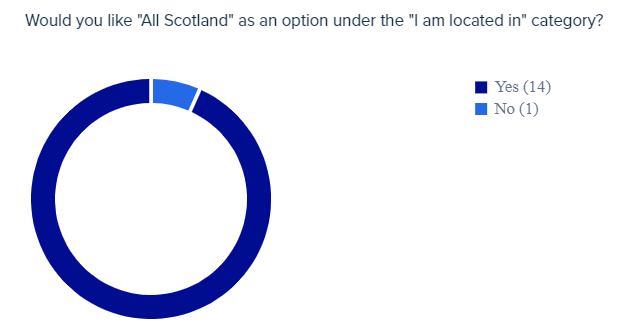 Would you like "All Scotland" as an option under the "I am located in" category?
Yes (14)
No (1)